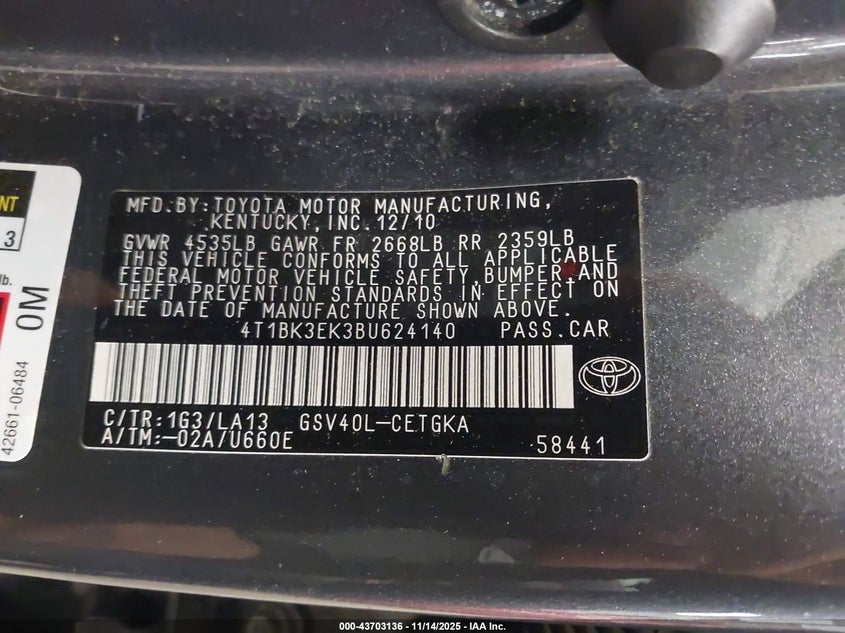 MFD.BY:TOYOTA MOTOR MANUFACTURING,
KENTUCKY, INC. 12/10
GVWR 4535LB GAWR FR 2668LB RR 2359LB
THIS VEHICLE CONFORMS TO ALL APPLICABLE
FEDERAL MOTOR VEHICLE SAFETY, BUMPER, AND
THEFT PREVENTION STANDARDS IN EFFECT ON
THE DATE OF MANUFACTURE SHOWN ABOVE.
4T1BK3EK3BU624140 PASS.CAR
C/TR:1G3/LA13 GSV40L-CETGKA
A/TM:-02A/U660E 58441
NT
3
lb.
0M
42661-06484
000-43703136 - 11/14/2025 - IAA Inc.